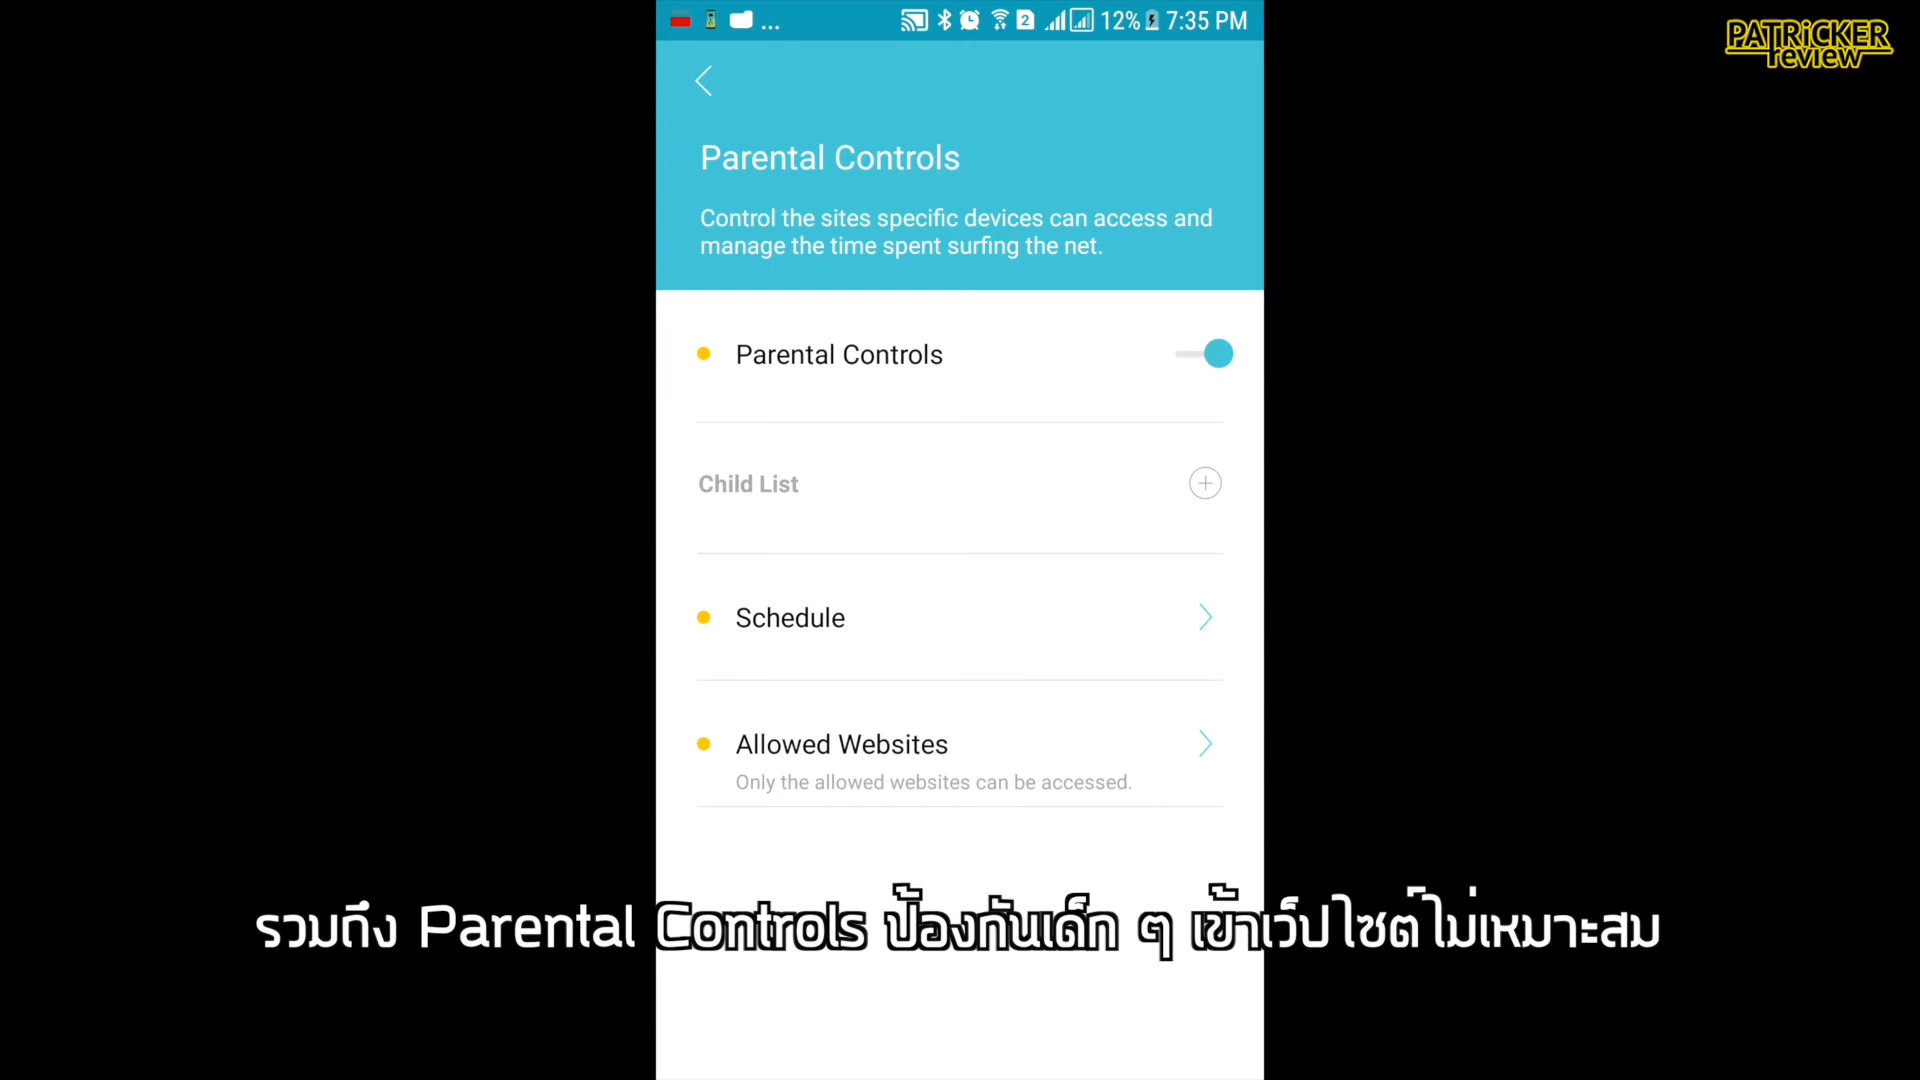 ... 2 12% 7:35 PM
PATRiCKER
review
Parental Controls
Control the sites specific devices can access and
manage the time spent surfing the net.
Parental Controls
Child List
Schedule
Allowed Websites
Only the allowed websites can be accessed.
รวมถึง Parental Controls ป้องกันเด็ก ๆ เข้าเว็ปไซต์ไม่เหมาะสม